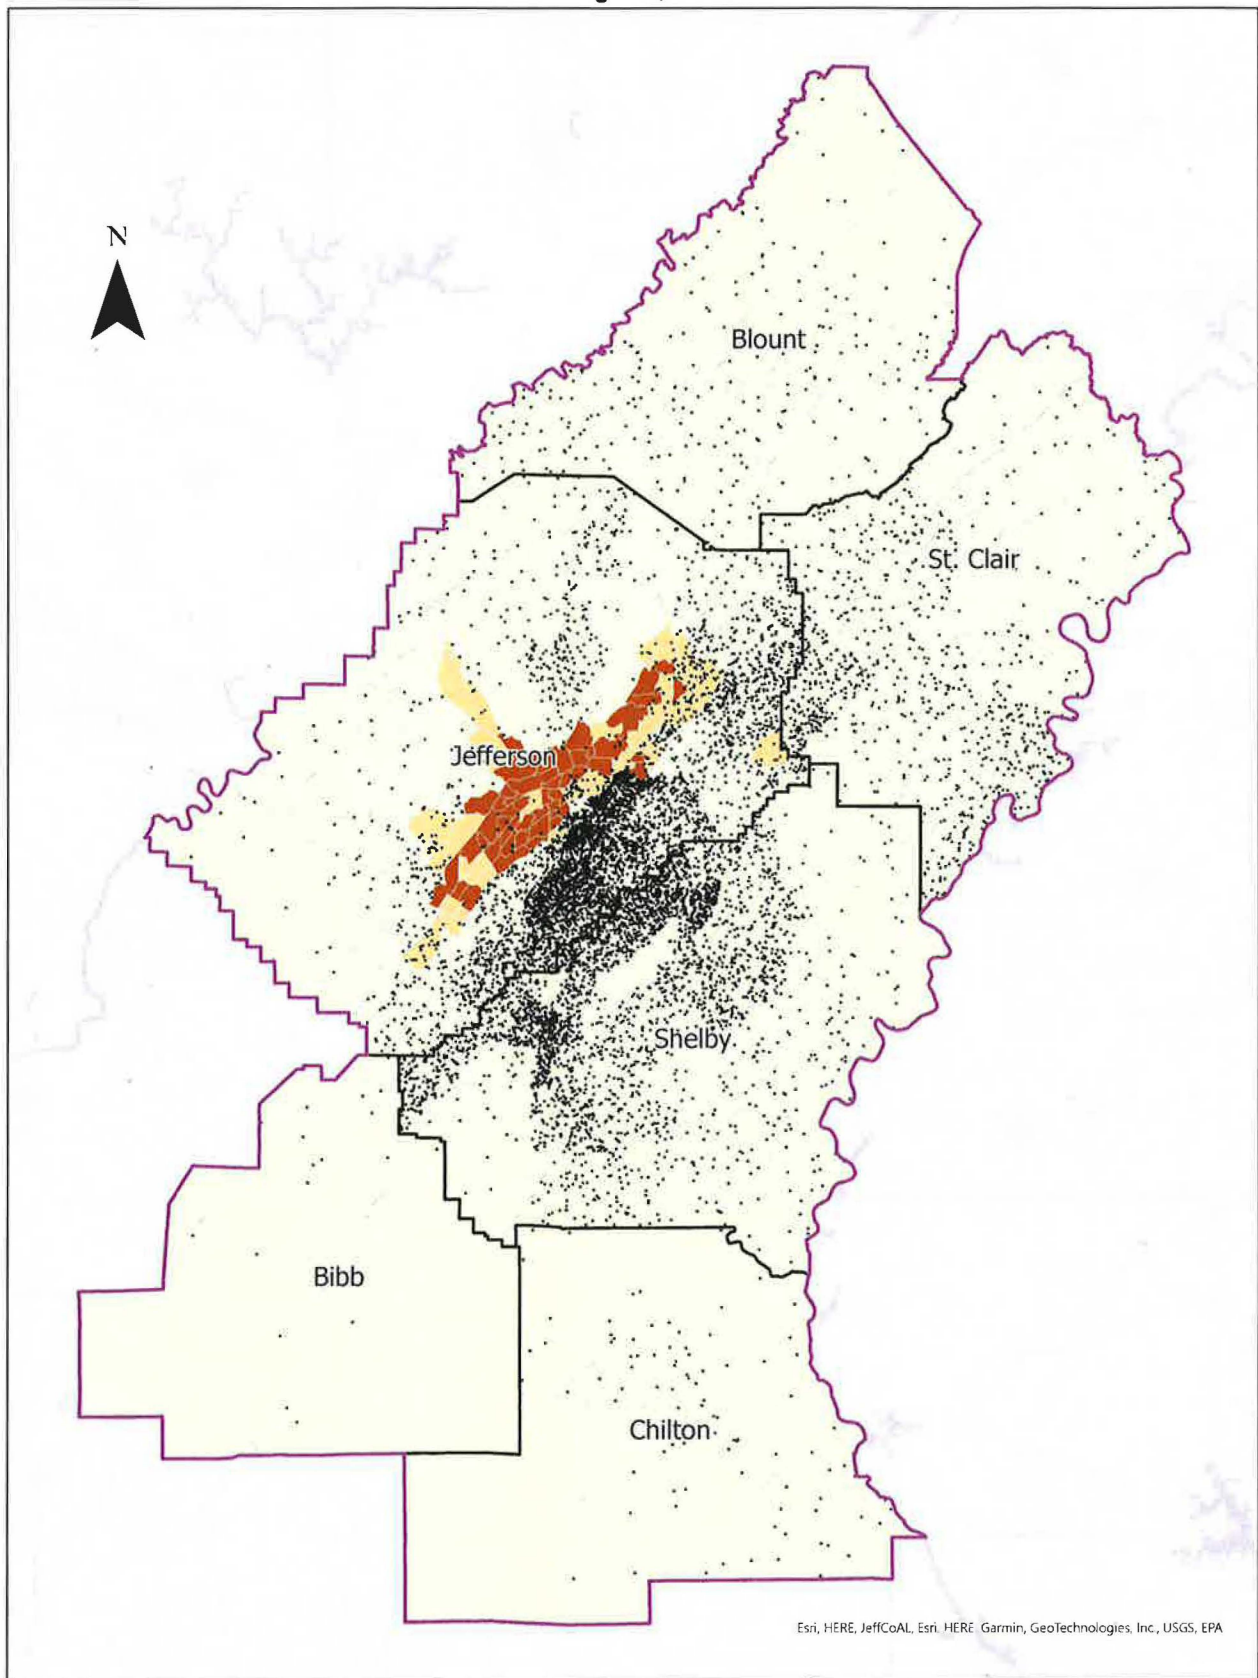 N
Blount
St. Clair
Jefferson
Shelby
Bibb
Chilton
Esri, HERE, JeffCoAL, Esri, HERE, Garmin, GeoTechnologies, Inc., USGS, EPA